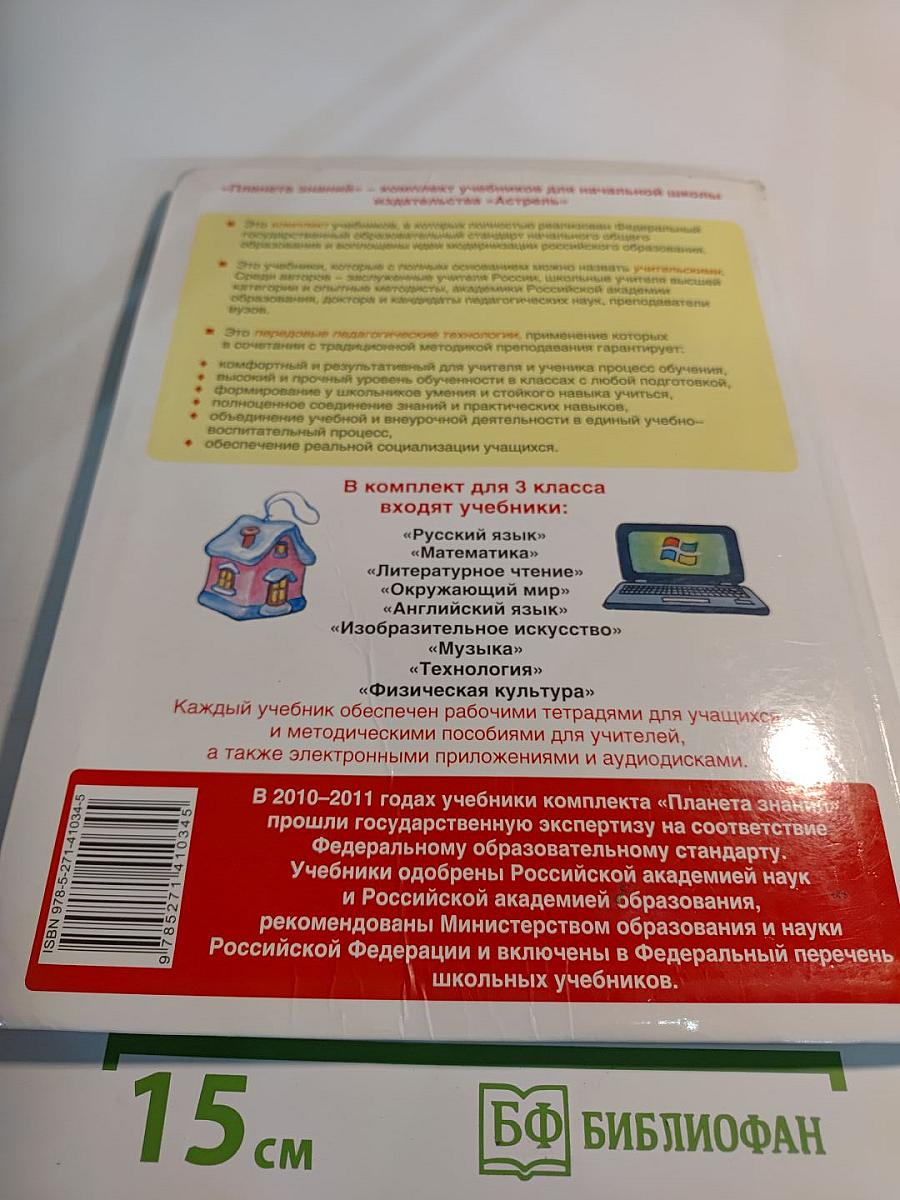 «Планета знаний» – комплект учебников для начальной школы
издательства «Астрель»
Это комплект учебников, в которых полностью реализован Федеральный
государственный образовательный стандарт начального общего
образования и воплощены идеи модернизации российского образования.
Это учебники, которые с полным основанием можно назвать учительскими.
Среди авторов – заслуженные учителя России, школьные учителя высшей
категории и опытные методисты, академики Российской академии
образования, доктора и кандидаты педагогических наук, преподаватели
вузов.
Это передовые педагогические технологии, применение которых
в сочетании с традиционной методикой преподавания гарантирует:
комфортный и результативный для учителя и ученика процесс обучения,
высокий и прочный уровень обученности в классах с любой подготовкой,
формирование у школьников умения и стойкого навыка учиться,
полноценное соединение знаний и практических навыков,
объединение учебной и внеурочной деятельности в единый учебно–
воспитательный процесс,
обеспечение реальной социализации учащихся.
В комплект для 3 класса
входят учебники:
«Русский язык»
«Математика»
«Литературное чтение»
«Окружающий мир»
«Английский язык»
«Изобразительное искусство»
«Музыка»
«Технология»
«Физическая культура»
Каждый учебник обеспечен рабочими тетрадями для учащихся
и методическими пособиями для учителей,
а также электронными приложениями и аудиодисками.
В 2010–2011 годах учебники комплекта «Планета знаний»
прошли государственную экспертизу на соответствие
Федеральному образовательному стандарту.
Учебники одобрены Российской академией наук
и Российской академией образования,
рекомендованы Министерством образования и науки
Российской Федерации и включены в Федеральный перечень
школьных учебников.
ISBN 978-5-271-41034-5
9 785271 410345
15 см
БФ БИБЛИОФАН